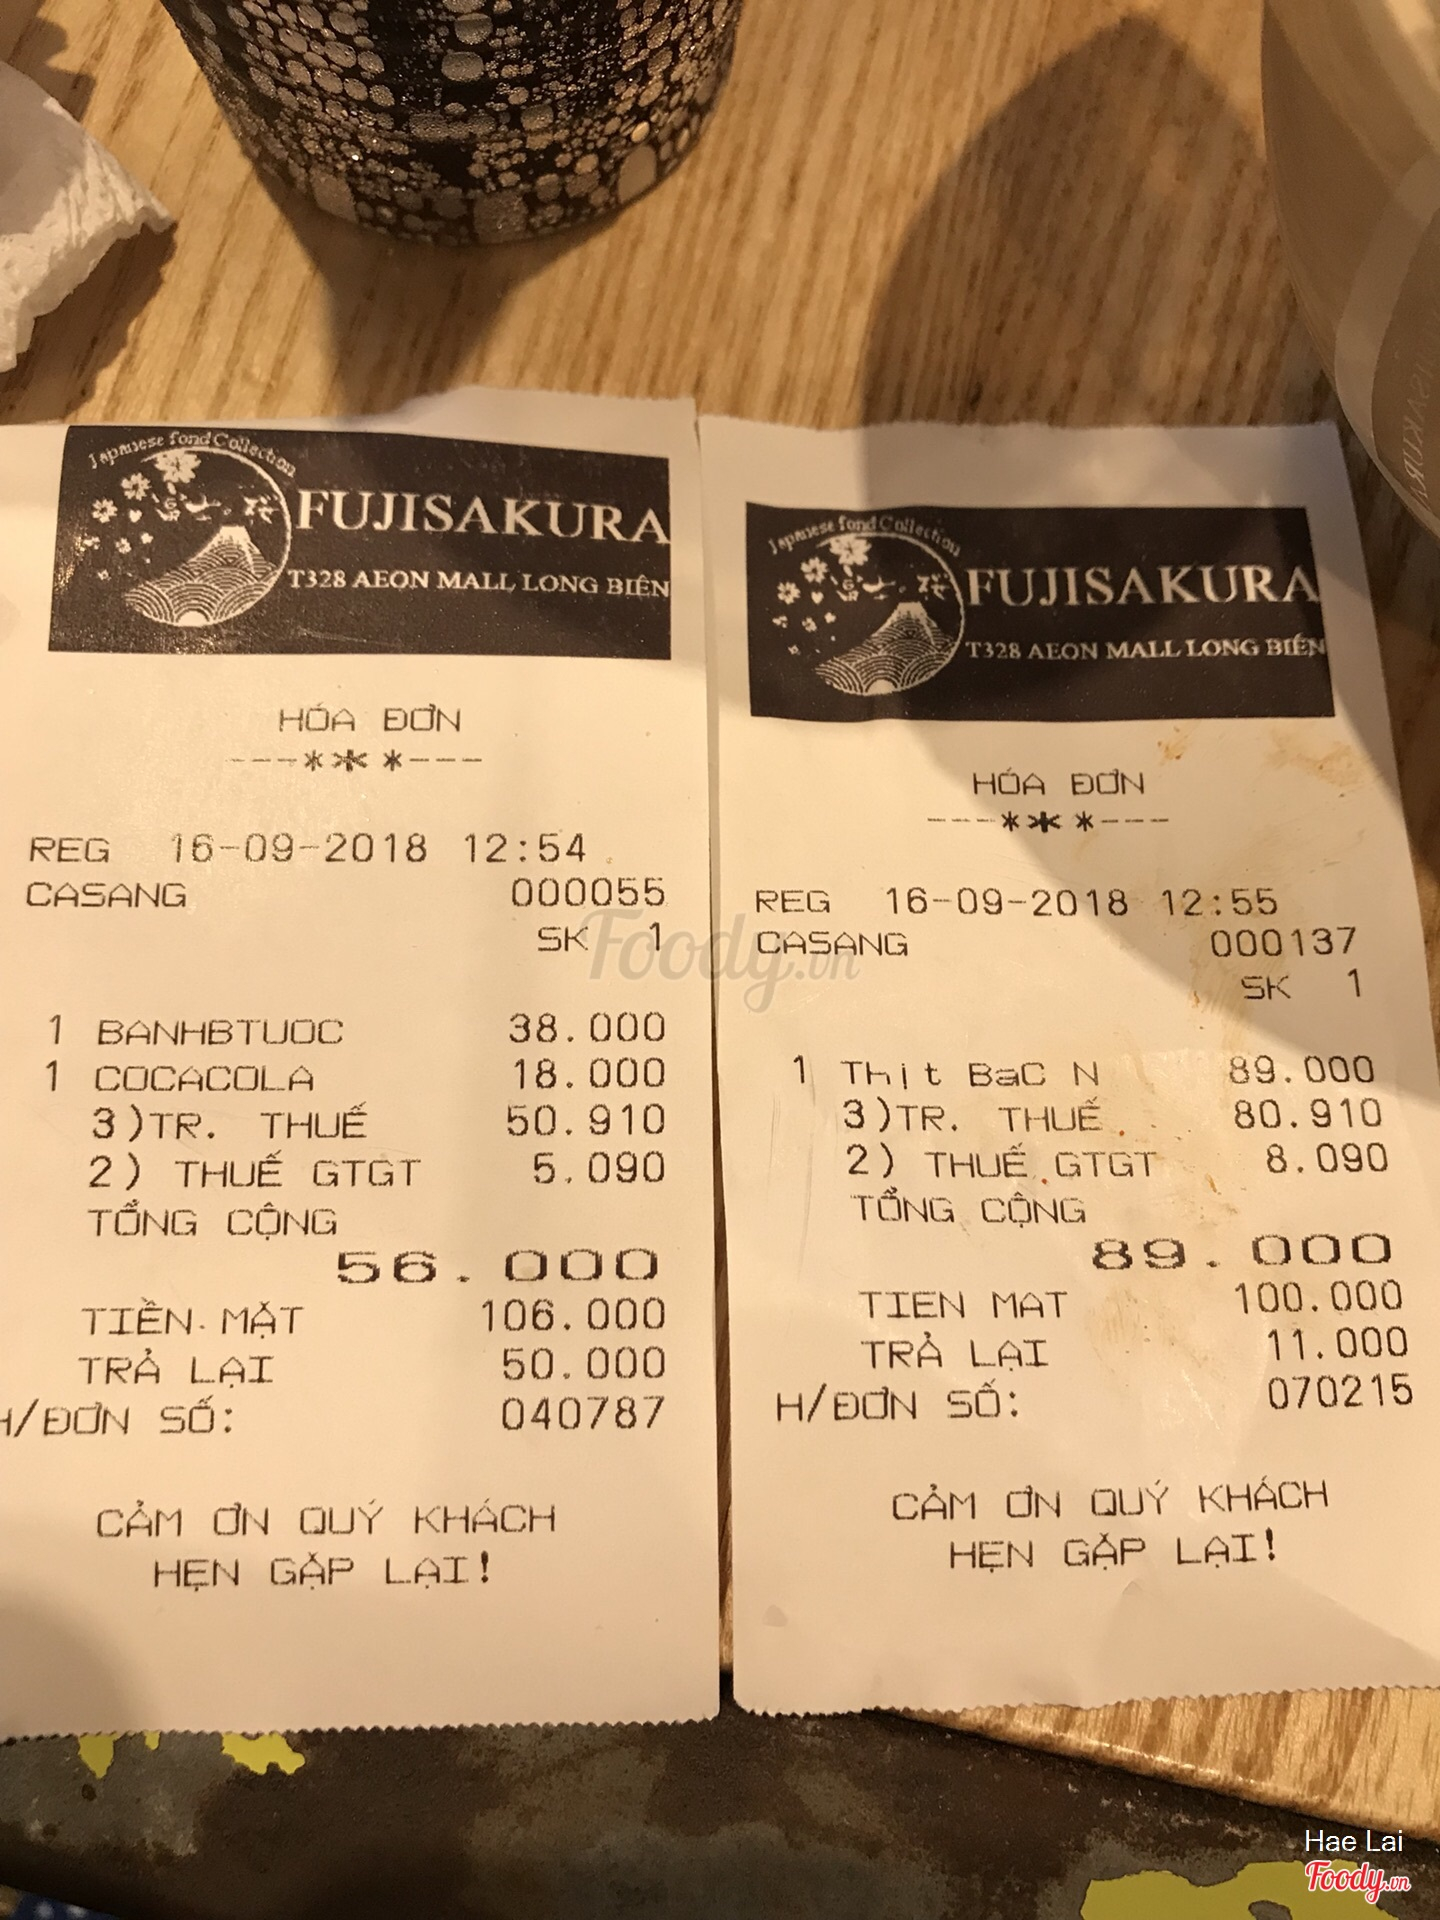 Japanese fond Collection
FUJISAKURA
T328 AEON MALL LONG BIÊN
HÓA ĐƠN
---***---
REG 16-09-2018 12:54
CASANG 000055
SK 1
1 BANHBTUOC 38.000
1 COCACOLA 18.000
3)TR. THUẾ 50.910
2) THUẾ GTGT 5.090
TỔNG CỘNG
56.000
TIỀN MẶT 106.000
TRẢ LẠI 50.000
H/ĐƠN SỐ: 040787
CẢM ƠN QUÝ KHÁCH
HẸN GẶP LẠI!
Japanese fond Collection
FUJISAKURA
T328 AEON MALL LONG BIÊN
HÓA ĐƠN
---***---
REG 16-09-2018 12:55
CASANG 000137
SK 1
1 Thịt BaC N 89.000
3)TR. THUẾ 80.910
2) THUẾ GTGT 8.090
TỔNG CỘNG
89.000
TIEN MAT 100.000
TRẢ LẠI 11.000
H/ĐƠN SỐ: 070215
CẢM ƠN QUÝ KHÁCH
HẸN GẶP LẠI!
Foody.vn
Hae Lai
Foody.vn